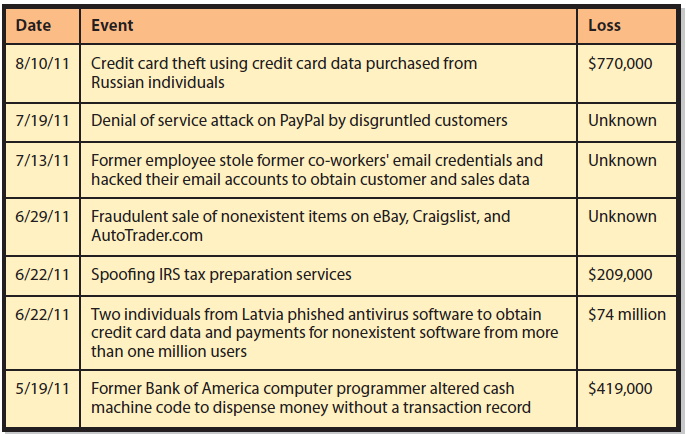 Date Event Loss
8/10/11 Credit card theft using credit card data purchased from $770,000
Russian individuals
7/19/11 Denial of service attack on PayPal by disgruntled customers Unknown
7/13/11 Former employee stole former co-workers' email credentials and Unknown
hacked their email accounts to obtain customer and sales data
6/29/11 Fraudulent sale of nonexistent items on eBay, Craigslist, and Unknown
AutoTrader.com
6/22/11 Spoofing IRS tax preparation services $209,000
6/22/11 Two individuals from Latvia phished antivirus software to obtain $74 million
credit card data and payments for nonexistent software from more
than one million users
5/19/11 Former Bank of America computer programmer altered cash $419,000
machine code to dispense money without a transaction record